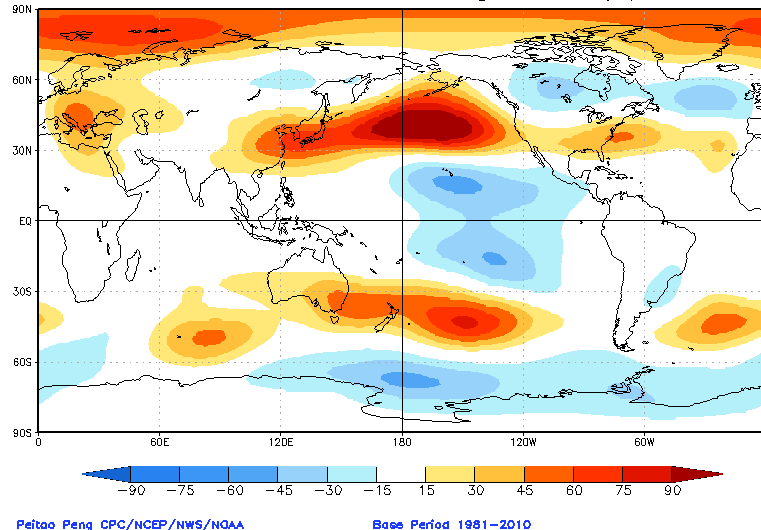 90N
60N
30N
EQ
30S
60S
90S
0 60E 120E 180 120W 60W
−90 −75 −60 −45 −30 −15 15 30 45 60 75 90
Peitao Peng CPC/NCEP/NWS/NOAA Base Period 1981−2010